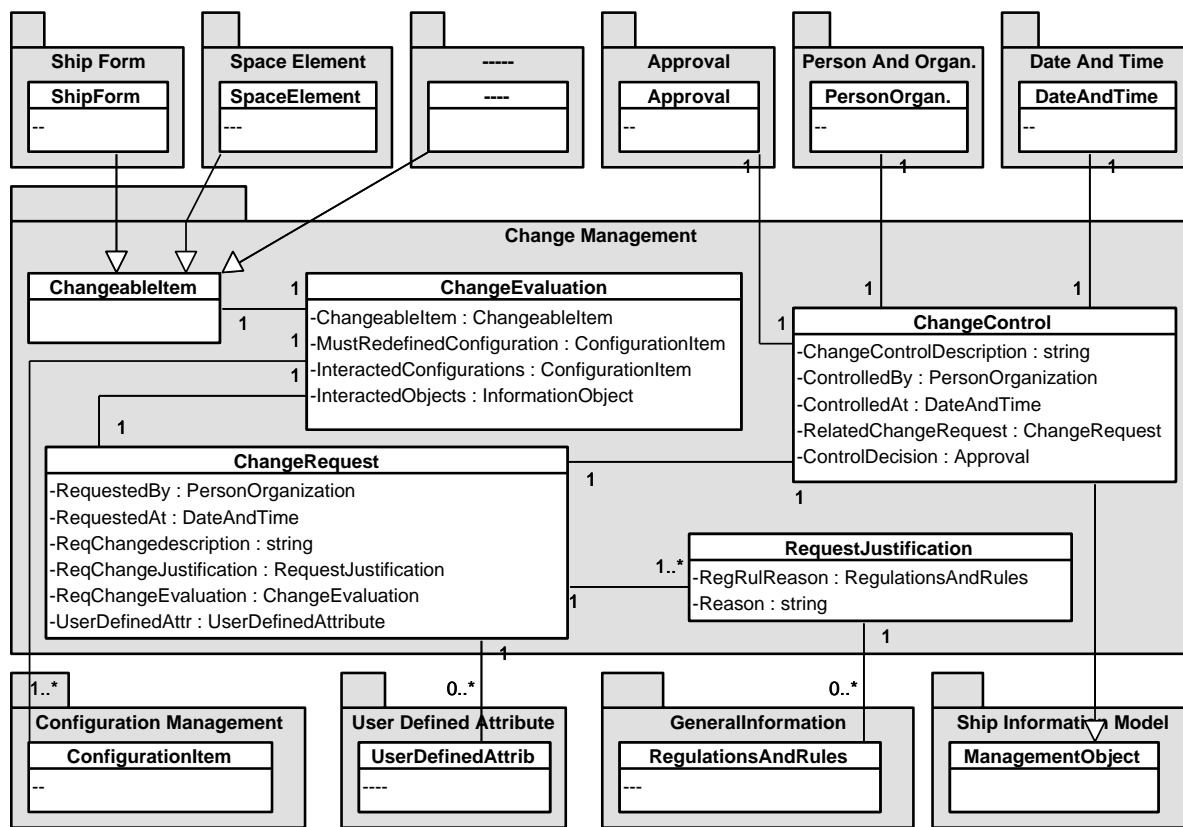 Ship Form
ShipForm
--
Space Element
SpaceElement
---
-----
----
Approval
Approval
--
1
Person And Organ.
PersonOrgan.
--
1
Date And Time
DateAndTime
--
1
Change Management
ChangeableItem
1
1
ChangeEvaluation
-ChangeableItem : ChangeableItem
-MustRedefinedConfiguration : ConfigurationItem
-InteractedConfigurations : ConfigurationItem
-InteractedObjects : InformationObject
1
1
1
1
1
1
ChangeControl
-ChangeControlDescription : string
-ControlledBy : PersonOrganization
-ControlledAt : DateAndTime
-RelatedChangeRequest : ChangeRequest
-ControlDecision : Approval
ChangeRequest
-RequestedBy : PersonOrganization
-RequestedAt : DateAndTime
-ReqChangedescription : string
-ReqChangeJustification : RequestJustification
-ReqChangeEvaluation : ChangeEvaluation
-UserDefinedAttr : UserDefinedAttribute
1
1
1..*
1
RequestJustification
-RegRulReason : RegulationsAndRules
-Reason : string
1
1
1..*
Configuration Management
ConfigurationItem
--
0..*
User Defined Attribute
UserDefinedAttrib
----
0..*
GeneralInformation
RegulationsAndRules
---
Ship Information Model
ManagementObject